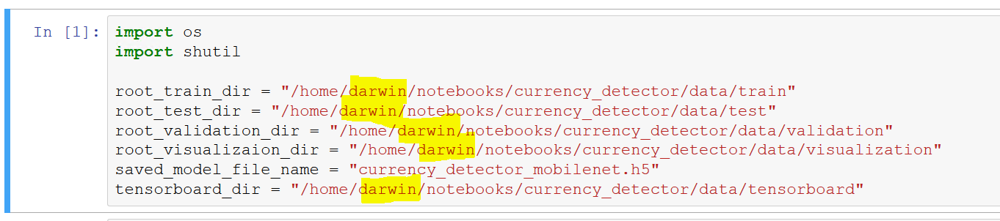 In [1]: import os
import shutil
root_train_dir = "/home/darwin/notebooks/currency_detector/data/train"
root_test_dir = "/home/darwin/notebooks/currency_detector/data/test"
root_validation_dir = "/home/darwin/notebooks/currency_detector/data/validation"
root_visualizaion_dir = "/home/darwin/notebooks/currency_detector/data/visualization"
saved_model_file_name = "currency_detector_mobilenet.h5"
tensorboard_dir = "/home/darwin/notebooks/currency_detector/data/tensorboard"